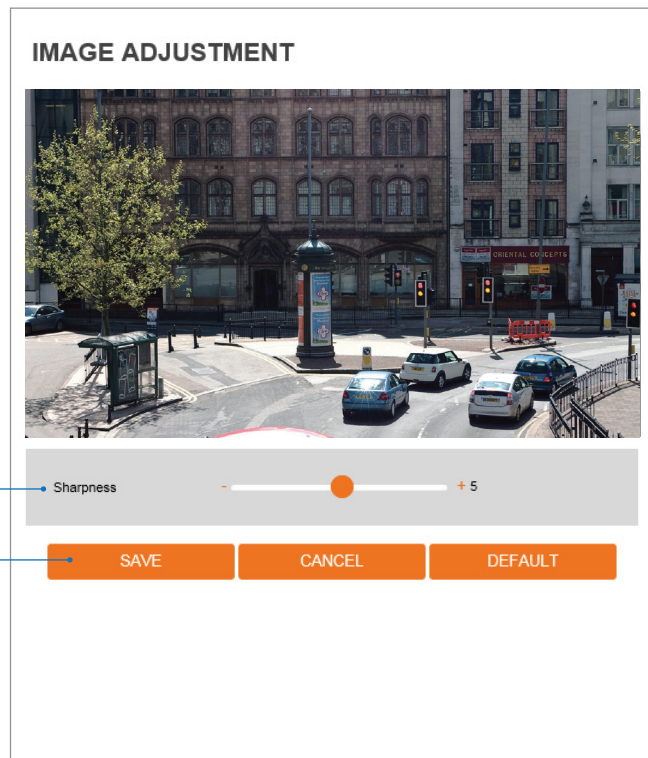 IMAGE ADJUSTMENT
ORIENTAL CONCEPTS
Sharpness - + 5
SAVE CANCEL DEFAULT